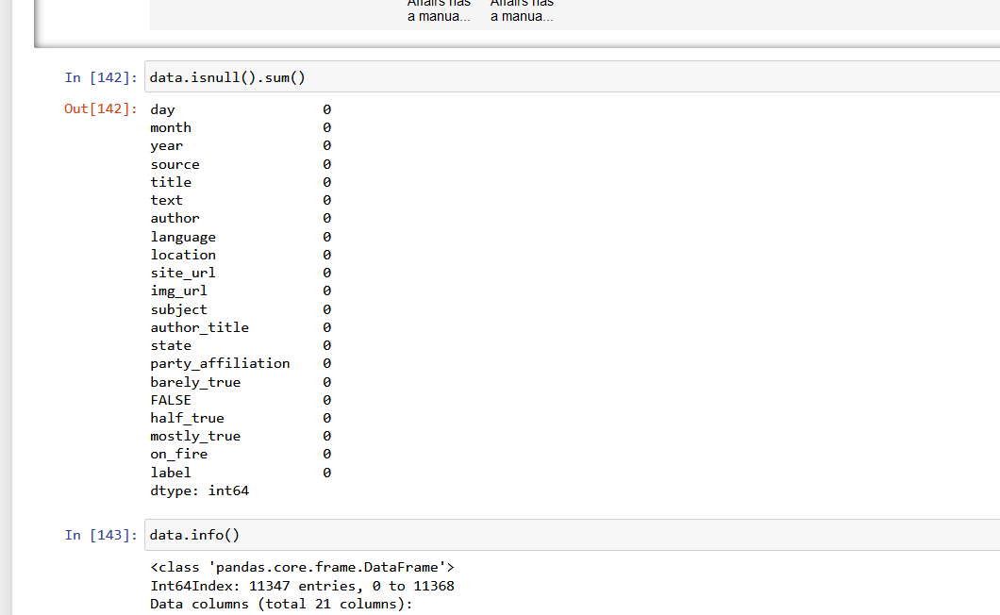 Affairs has Affairs has
a manua... a manua...
In [142]: data.isnull().sum()
Out[142]: day 0
month 0
year 0
source 0
title 0
text 0
author 0
language 0
location 0
site_url 0
img_url 0
subject 0
author_title 0
state 0
party_affiliation 0
barely_true 0
FALSE 0
half_true 0
mostly_true 0
on_fire 0
label 0
dtype: int64
In [143]: data.info()
<class 'pandas.core.frame.DataFrame'>
Int64Index: 11347 entries, 0 to 11368
Data columns (total 21 columns):